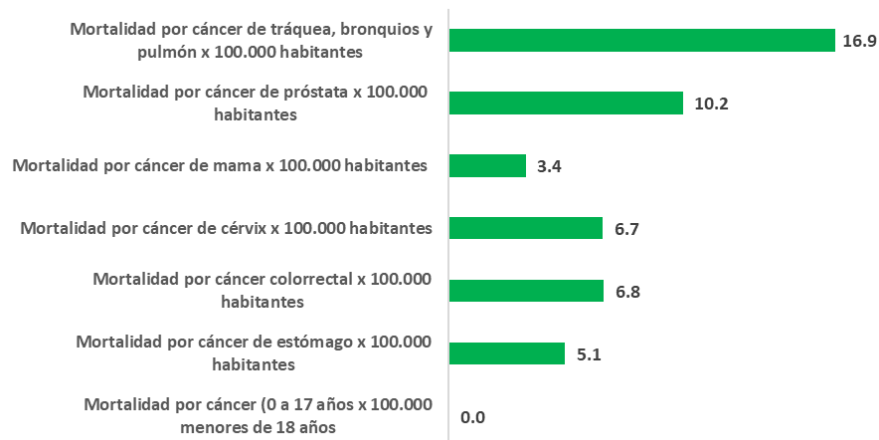 Mortalidad por cáncer de tráquea, bronquios y
pulmón x 100.000 habitantes
16.9
Mortalidad por cáncer de próstata x 100.000
habitantes
10.2
Mortalidad por cáncer de mama x 100.000 habitantes
3.4
Mortalidad por cáncer de cérvix x 100.000 habitantes
6.7
Mortalidad por cáncer colorrectal x 100.000
habitantes
6.8
Mortalidad por cáncer de estómago x 100.000
habitantes
5.1
Mortalidad por cáncer (0 a 17 años x 100.000
menores de 18 años
0.0